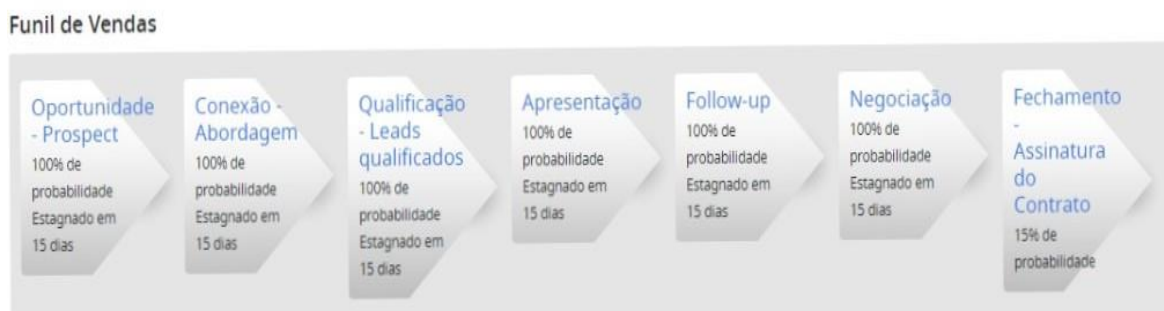 Funil de Vendas
Oportunidade
- Prospect
100% de
probabilidade
Estagnado em
15 dias
Conexão -
Abordagem
100% de
probabilidade
Estagnado em
15 dias
Qualificação
- Leads
qualificados
100% de
probabilidade
Estagnado em
15 dias
Apresentação
100% de
probabilidade
Estagnado em
15 dias
Follow-up
100% de
probabilidade
Estagnado em
15 dias
Negociação
100% de
probabilidade
Estagnado em
15 dias
Fechamento
-
Assinatura
do
Contrato
15% de
probabilidade